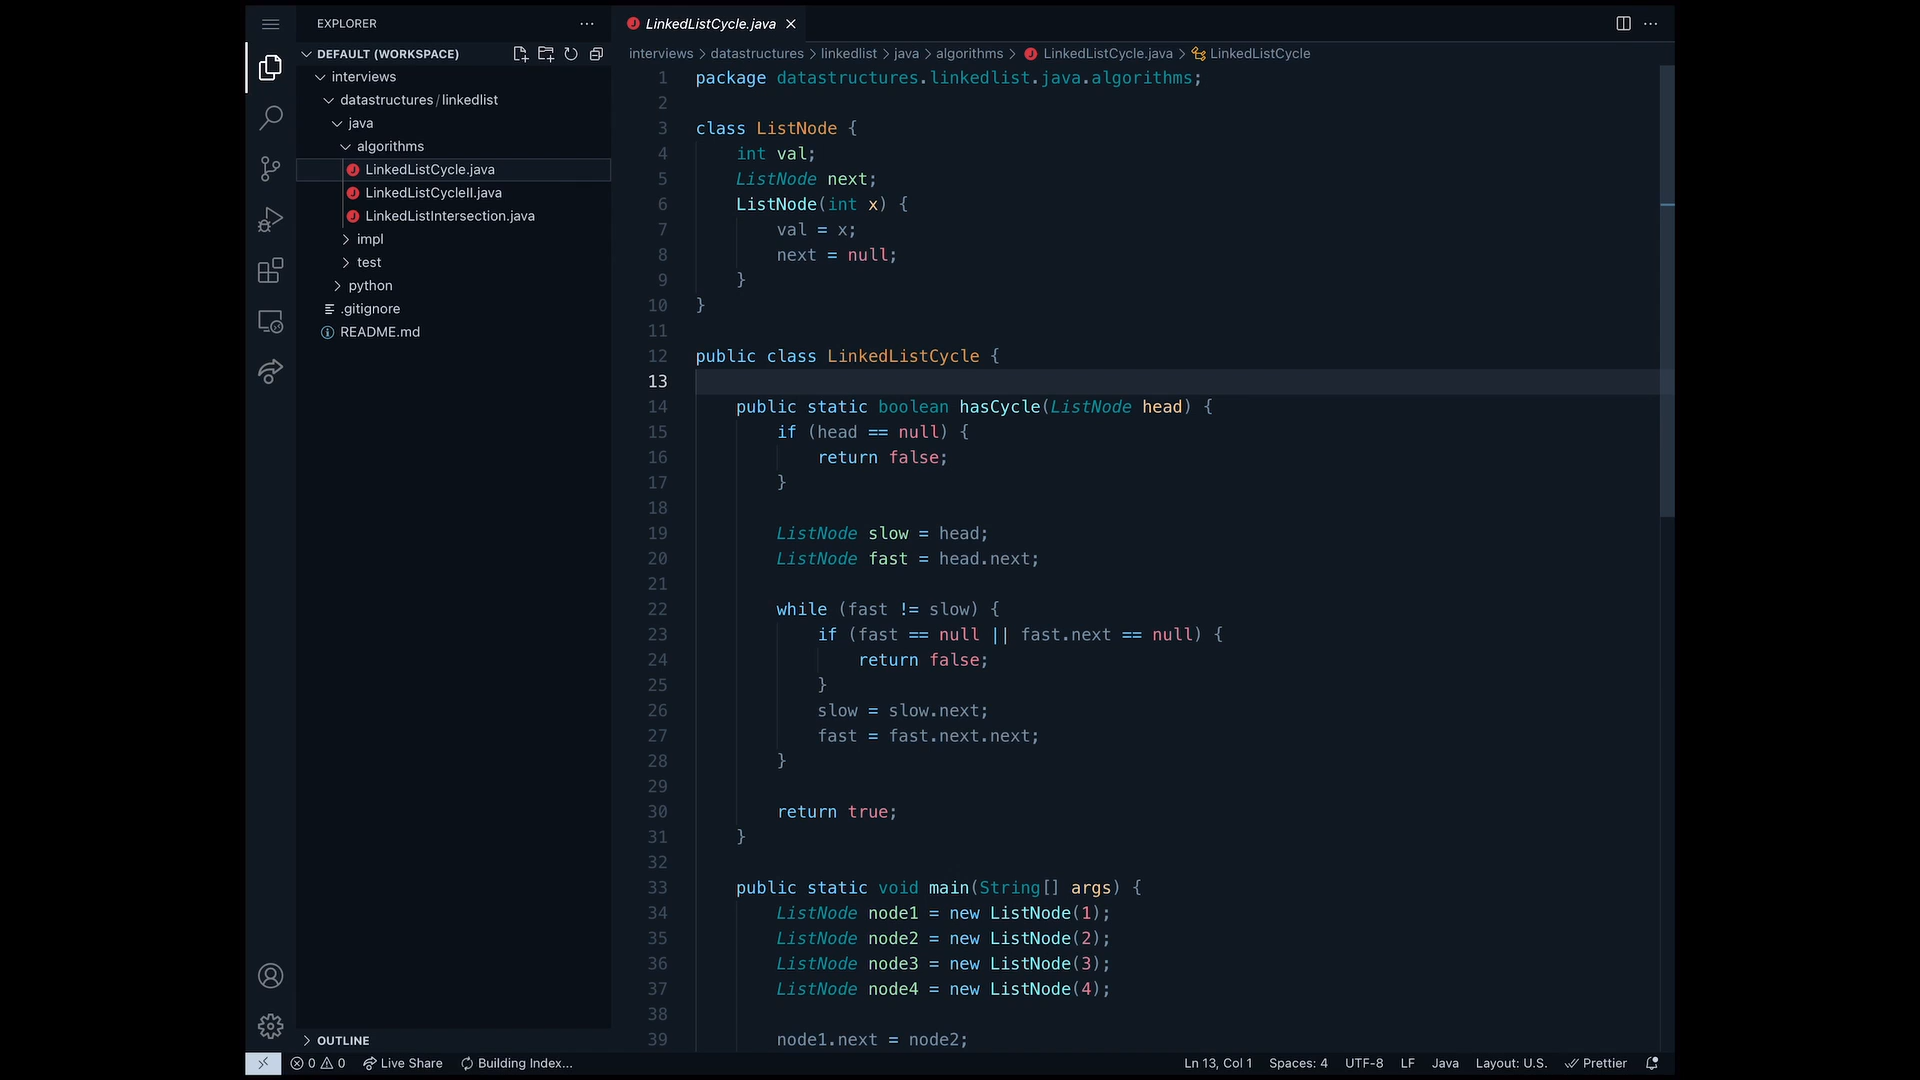 EXPLORER
DEFAULT (WORKSPACE)
interviews
datastructures / linkedlist
java
algorithms
LinkedListCycle.java
LinkedListCycleII.java
LinkedListIntersection.java
impl
test
python
.gitignore
README.md
OUTLINE
LinkedListCycle.java
interviews > datastructures > linkedlist > java > algorithms > LinkedListCycle.java > LinkedListCycle
1 package datastructures.linkedlist.java.algorithms;
2
3 class ListNode {
4 int val;
5 ListNode next;
6 ListNode(int x) {
7 val = x;
8 next = null;
9 }
10 }
11
12 public class LinkedListCycle {
13
14 public static boolean hasCycle(ListNode head) {
15 if (head == null) {
16 return false;
17 }
18
19 ListNode slow = head;
20 ListNode fast = head.next;
21
22 while (fast != slow) {
23 if (fast == null || fast.next == null) {
24 return false;
25 }
26 slow = slow.next;
27 fast = fast.next.next;
28 }
29
30 return true;
31 }
32
33 public static void main(String[] args) {
34 ListNode node1 = new ListNode(1);
35 ListNode node2 = new ListNode(2);
36 ListNode node3 = new ListNode(3);
37 ListNode node4 = new ListNode(4);
38
39 node1.next = node2;
0 0 Live Share Building Index... Ln 13, Col 1 Spaces: 4 UTF-8 LF Java Layout: U.S. Prettier